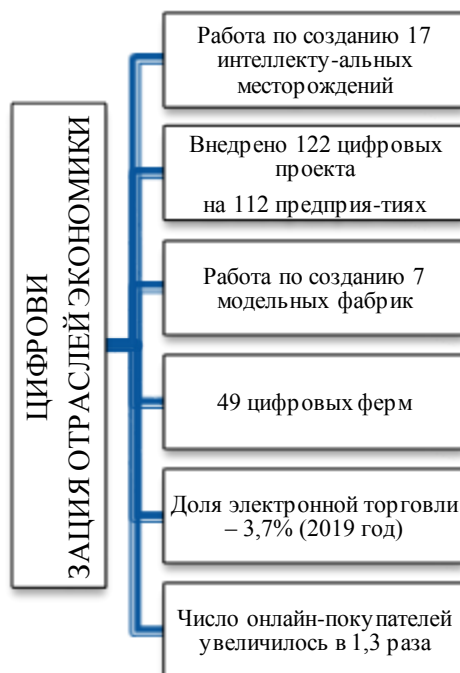 ЦИФРОВИ
ЗАЦИЯ ОТРАСЛЕЙ ЭКОНОМИКИ
Работа по созданию 17
интеллекту-альных
месторождений
Внедрено 122 цифровых
проекта
на 112 предприя-тиях
Работа по созданию 7
модельных фабрик
49 цифровых ферм
Доля электронной торговли
– 3,7% (2019 год)
Число онлайн-покупателей
увеличилось в 1,3 раза